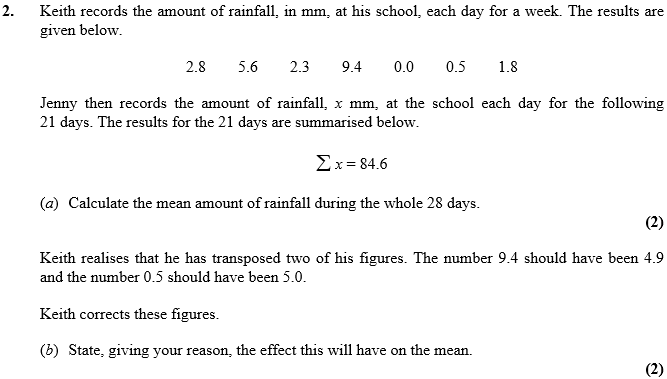 2. Keith records the amount of rainfall, in mm, at his school, each day for a week. The results are
given below.
2.8 5.6 2.3 9.4 0.0 0.5 1.8
Jenny then records the amount of rainfall, x mm, at the school each day for the following
21 days. The results for the 21 days are summarised below.
∑ x = 84.6
(a) Calculate the mean amount of rainfall during the whole 28 days.
(2)
Keith realises that he has transposed two of his figures. The number 9.4 should have been 4.9
and the number 0.5 should have been 5.0.
Keith corrects these figures.
(b) State, giving your reason, the effect this will have on the mean.
(2)